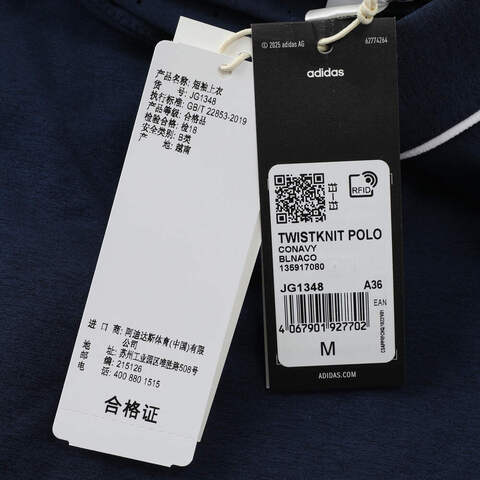 产品名称: 短袖上衣
货 号: JG1348
执行标准: GB/T 22853-2019
产品等级: 合格品
检验合格: 检18
安全类别: B类
产 地: 越南
进 口 商: 阿迪达斯体育(中国)有限
公司
地 址: 苏州工业园区兴浦路508号
邮 编: 215126
电 话: 400 880 1515
合格证
© 2025 adidas AG
62774264
adidas
RFID
TWISTKNIT POLO
CONAVY
BLNACO
135917080
JG1348 A36
EAN
4 067901 927702
M
ADIDAS.COM